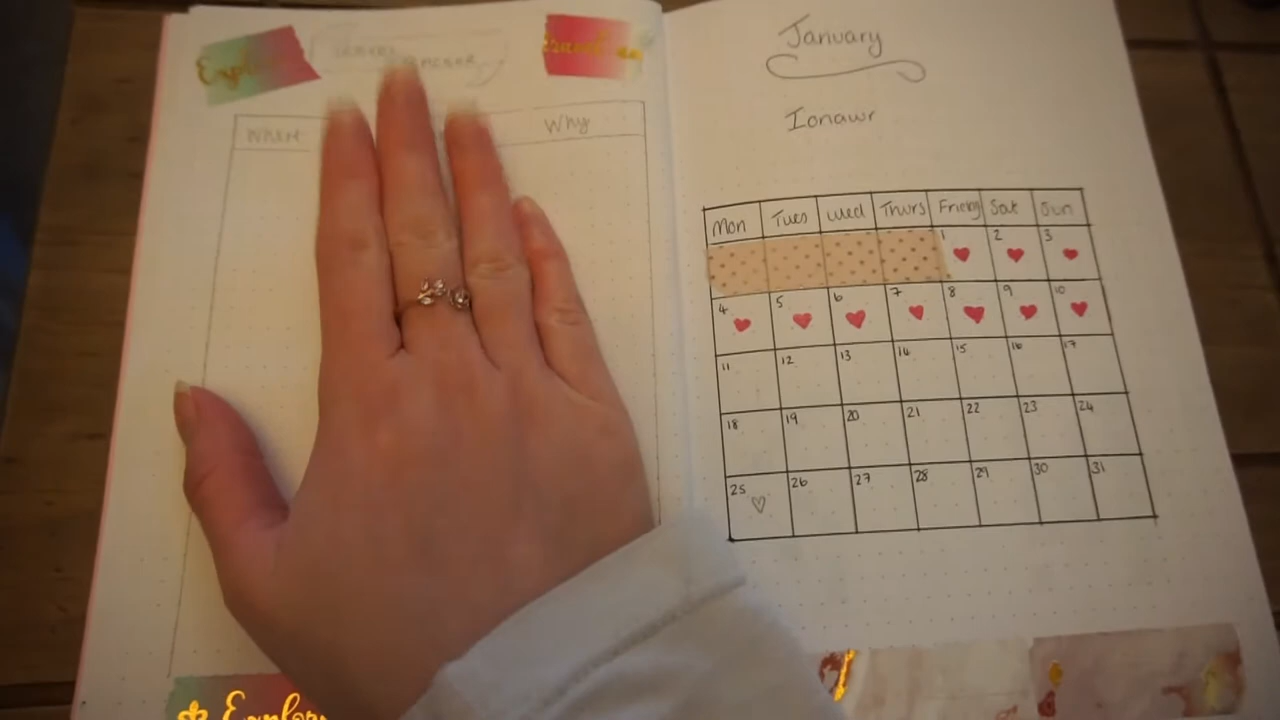 Where
Why
Explor
January
Ionawr
Mon Tues Wed Thurs Friday Sat Sun
1 2 3
4 5 6 7 8 9 10
11 12 13 14 15 16 17
18 19 20 21 22 23 24
25 26 27 28 29 30 31